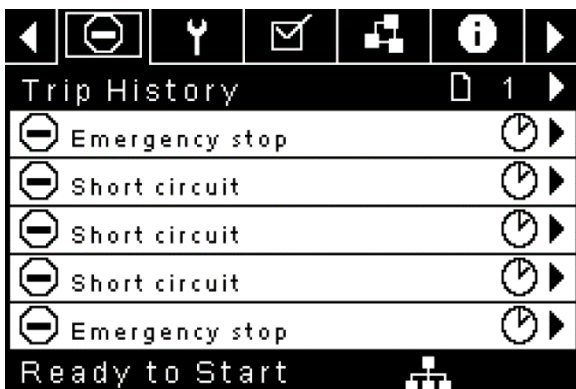 Trip History 1
Emergency stop
Short circuit
Short circuit
Short circuit
Emergency stop
Ready to Start